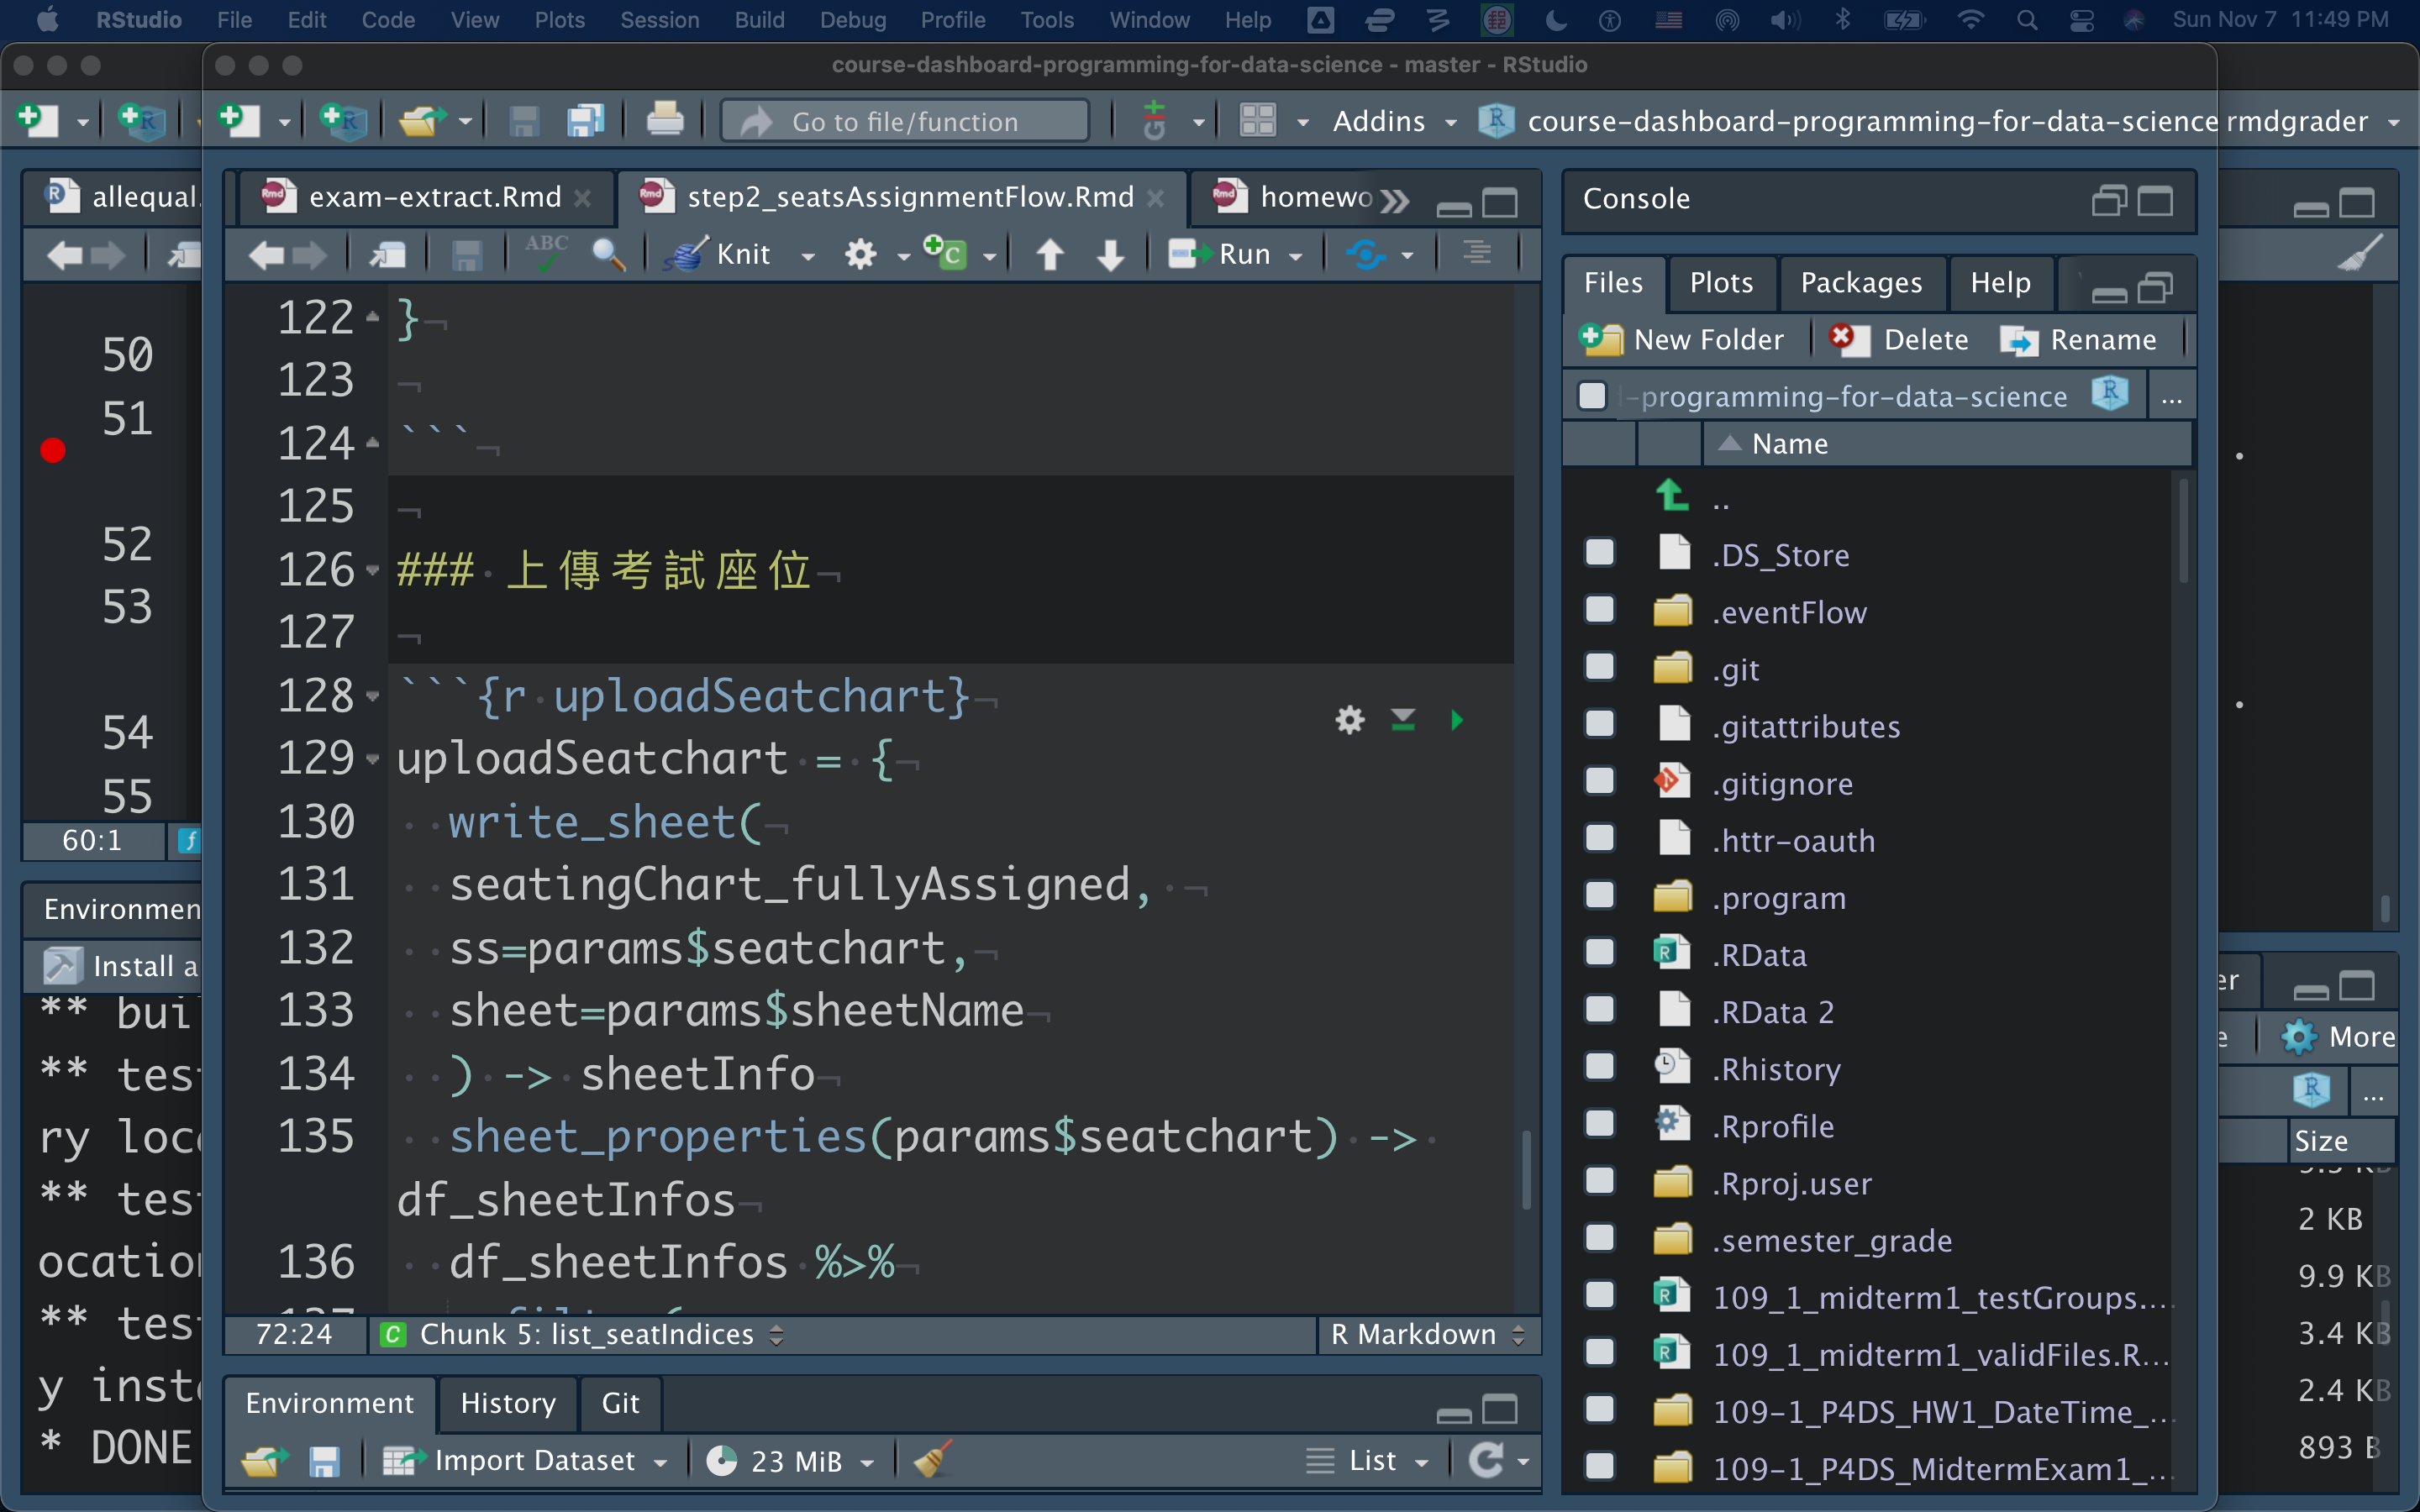 RStudio File Edit Code View Plots Session Build Debug Profile Tools Window Help Sun Nov 7 11:49 PM
course-dashboard-programming-for-data-science - master - RStudio
Go to file/function Addins course-dashboard-programming-for-data-science rmdgrader
allequal. exam-extract.Rmd step2_seatsAssignmentFlow.Rmd homewo
ABC Knit Run
50
51
52
53
54
55
60:1
Environmen
Install a
** bui
** tes
ry loc
** tes
ocation
** tes
y inst
* DONE
122 }
123
124 ```
125
126 ### 上傳考試座位
127
128 ```{r uploadSeatchart}
129 uploadSeatchart = {
130 write_sheet(
131 seatingChart_fullyAssigned,
132 ss=params$seatchart,
133 sheet=params$sheetName
134 ) -> sheetInfo
135 sheet_properties(params$seatchart) ->
df_sheetInfos
136 df_sheetInfos %>%
72:24 Chunk 5: list_seatIndices R Markdown
Environment History Git
Import Dataset 23 MiB List
Console
Files Plots Packages Help
New Folder Delete Rename
-programming-for-data-science ...
Name
..
.DS_Store
.eventFlow
.git
.gitattributes
.gitignore
.httr-oauth
.program
.RData
.RData 2
.Rhistory
.Rprofile
.Rproj.user
.semester_grade
109_1_midterm1_testGroups....
109_1_midterm1_validFiles.R...
109-1_P4DS_HW1_DateTime_...
109-1_P4DS_MidtermExam1_...
er
e More
...
Size
2 KB
9.9 KB
3.4 KB
2.4 KB
893 B